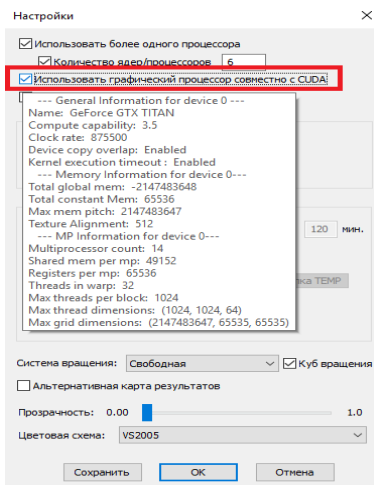 Настройки
Использовать более одного процессора
Количество ядер/процессоров 6
Использовать графический процессор совместно с CUDA
--- General Information for device 0 ---
Name: GeForce GTX TITAN
Compute capability: 3.5
Clock rate: 875500
Device copy overlap: Enabled
Kernel execution timeout : Enabled
--- Memory Information for device 0---
Total global mem: -2147483648
Total constant Mem: 65536
Max mem pitch: 2147483647
Texture Alignment: 512
--- MP Information for device 0---
120 мин.
Multiprocessor count: 14
Shared mem per mp: 49152
Registers per mp: 65536
TEMP
Threads in warp: 32
Max threads per block: 1024
Max thread dimensions: (1024, 1024, 64)
Max grid dimensions: (2147483647, 65535, 65535)
Система вращения: Свободная Куб вращения
Альтернативная карта результатов
Прозрачность: 0.00 1.0
Цветовая схема: VS2005
Сохранить OK Отмена